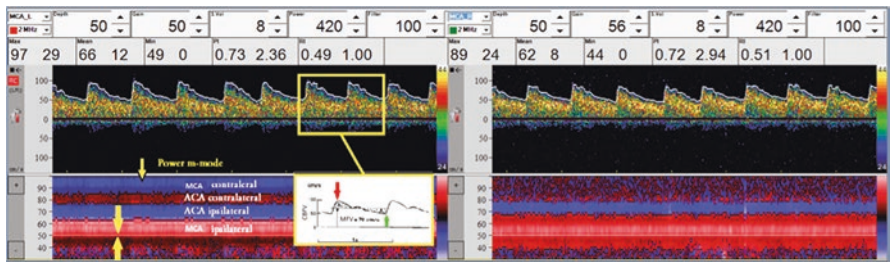 MCA_L Depth Gain S.Vol Power Filter MCA_R Depth Gain S.Vol Power Filter
2 MHz 50 50 8 420 100 2 MHz 50 56 8 420 100
Max Mean Min PI RI Max Mean Min PI RI
97 29 66 12 49 0 0.73 2.36 0.49 1.00 89 24 62 8 44 0 0.72 2.94 0.51 1.00
44 44
100 100
50 50
0 0
50 50
100 100
24 24
Power m-mode
90 MCA contraleral 90
80 ACA contralateral 80
70 ACA ipsilateral 70
60 MCA ipsilateral 60
50 50
40 40
CBFV